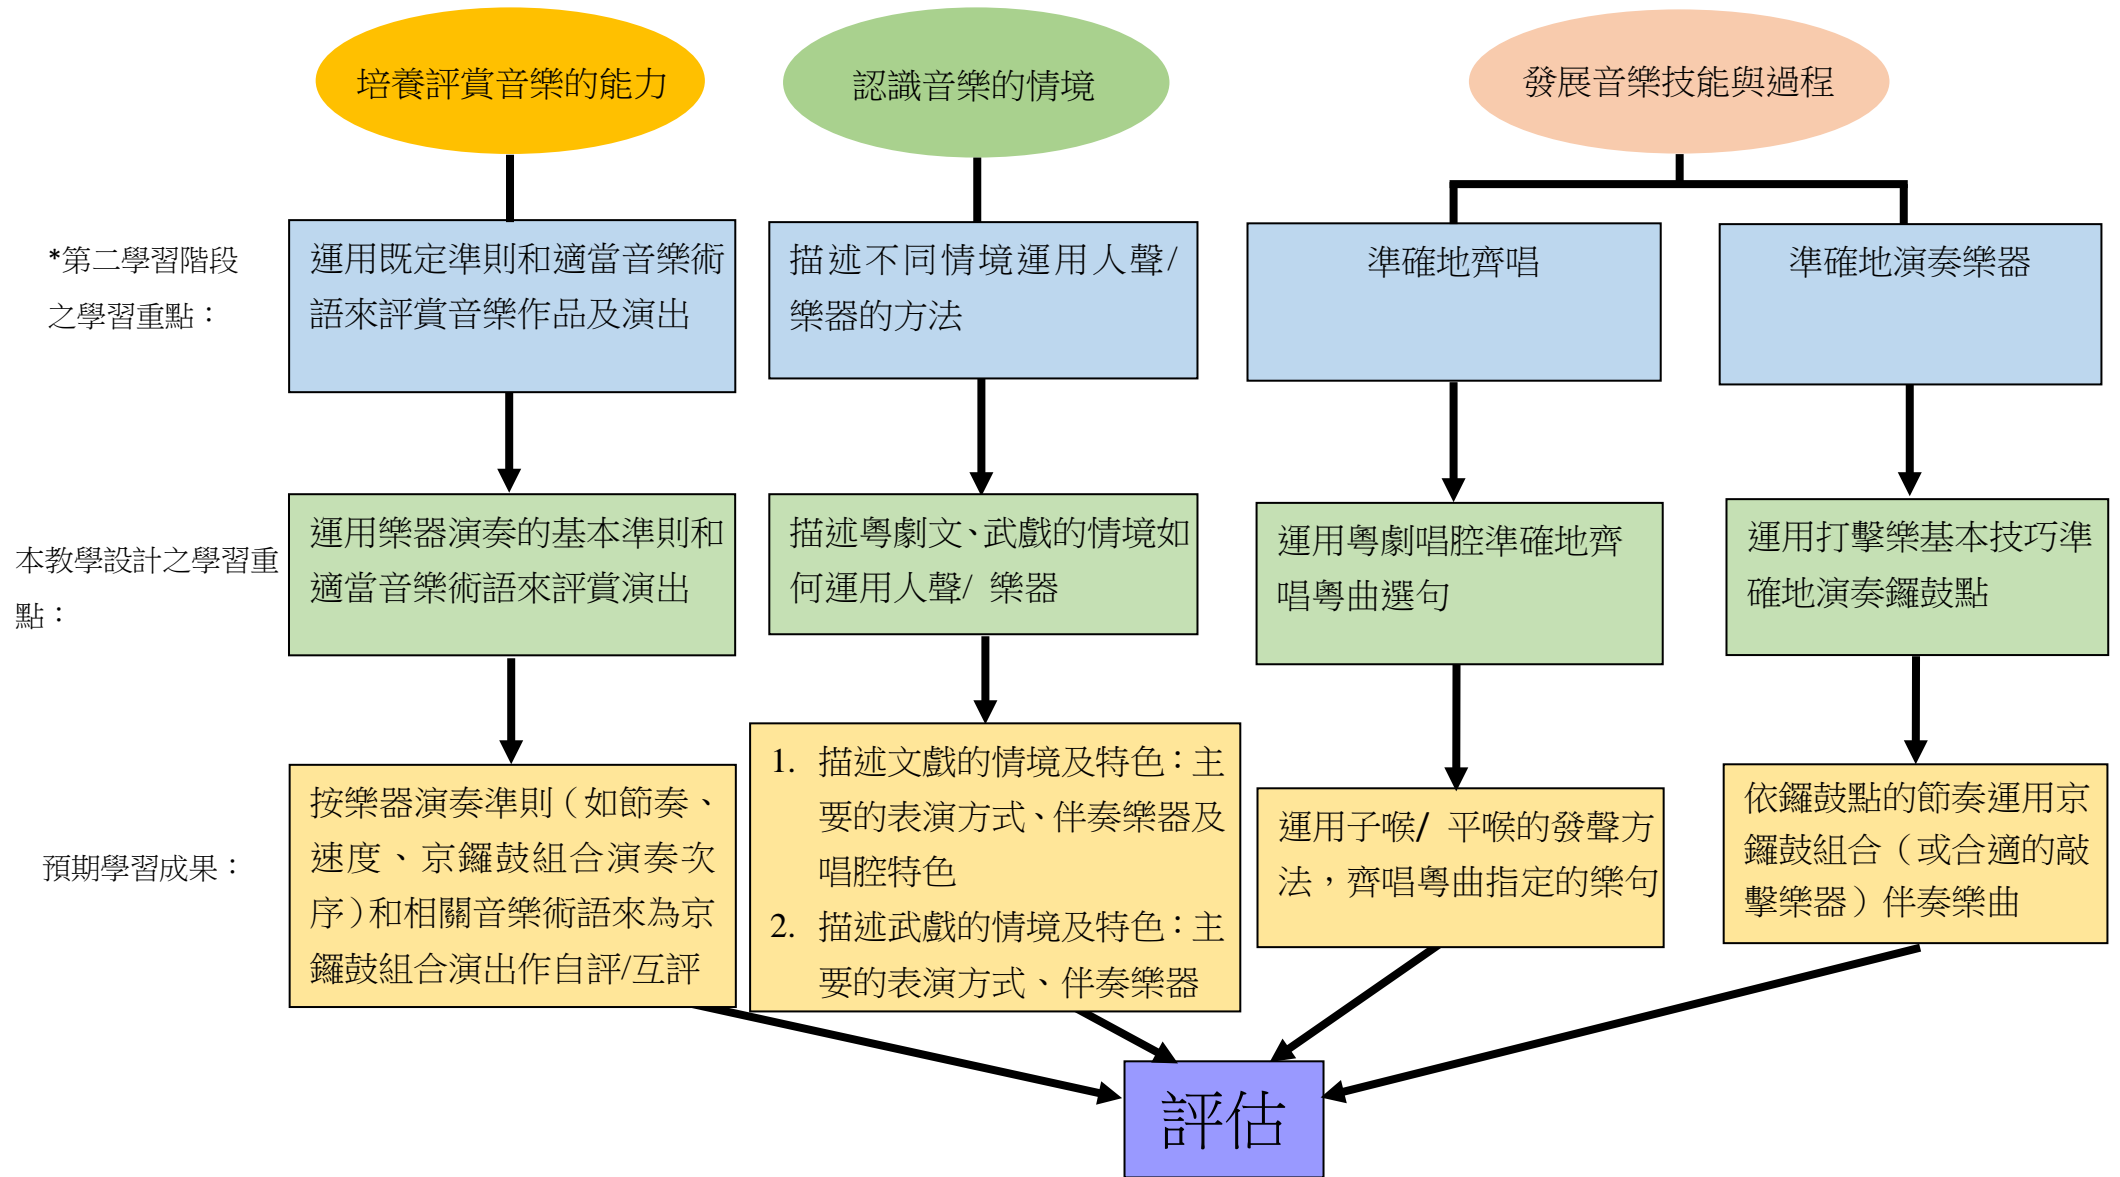 培養評賞音樂的能力
認識音樂的情境
發展音樂技能與過程
*第二學習階段
之學習重點：
運用既定準則和適當音樂術
語來評賞音樂作品及演出
描述不同情境運用人聲/
樂器的方法
準確地齊唱
準確地演奏樂器
本教學設計之學習重
點：
運用樂器演奏的基本準則和
適當音樂術語來評賞演出
描述粵劇文、武戲的情境如
何運用人聲/ 樂器
運用粵劇唱腔準確地齊
唱粵曲選句
運用打擊樂基本技巧準
確地演奏鑼鼓點
預期學習成果：
按樂器演奏準則（如節奏、
速度、京鑼鼓組合演奏次
序）和相關音樂術語來為京
鑼鼓組合演出作自評/互評
1. 描述文戲的情境及特色：主
要的表演方式、伴奏樂器及
唱腔特色
2. 描述武戲的情境及特色：主
要的表演方式、伴奏樂器
運用子喉/ 平喉的發聲方
法，齊唱粵曲指定的樂句
依鑼鼓點的節奏運用京
鑼鼓組合（或合適的敲
擊樂器）伴奏樂曲
評估